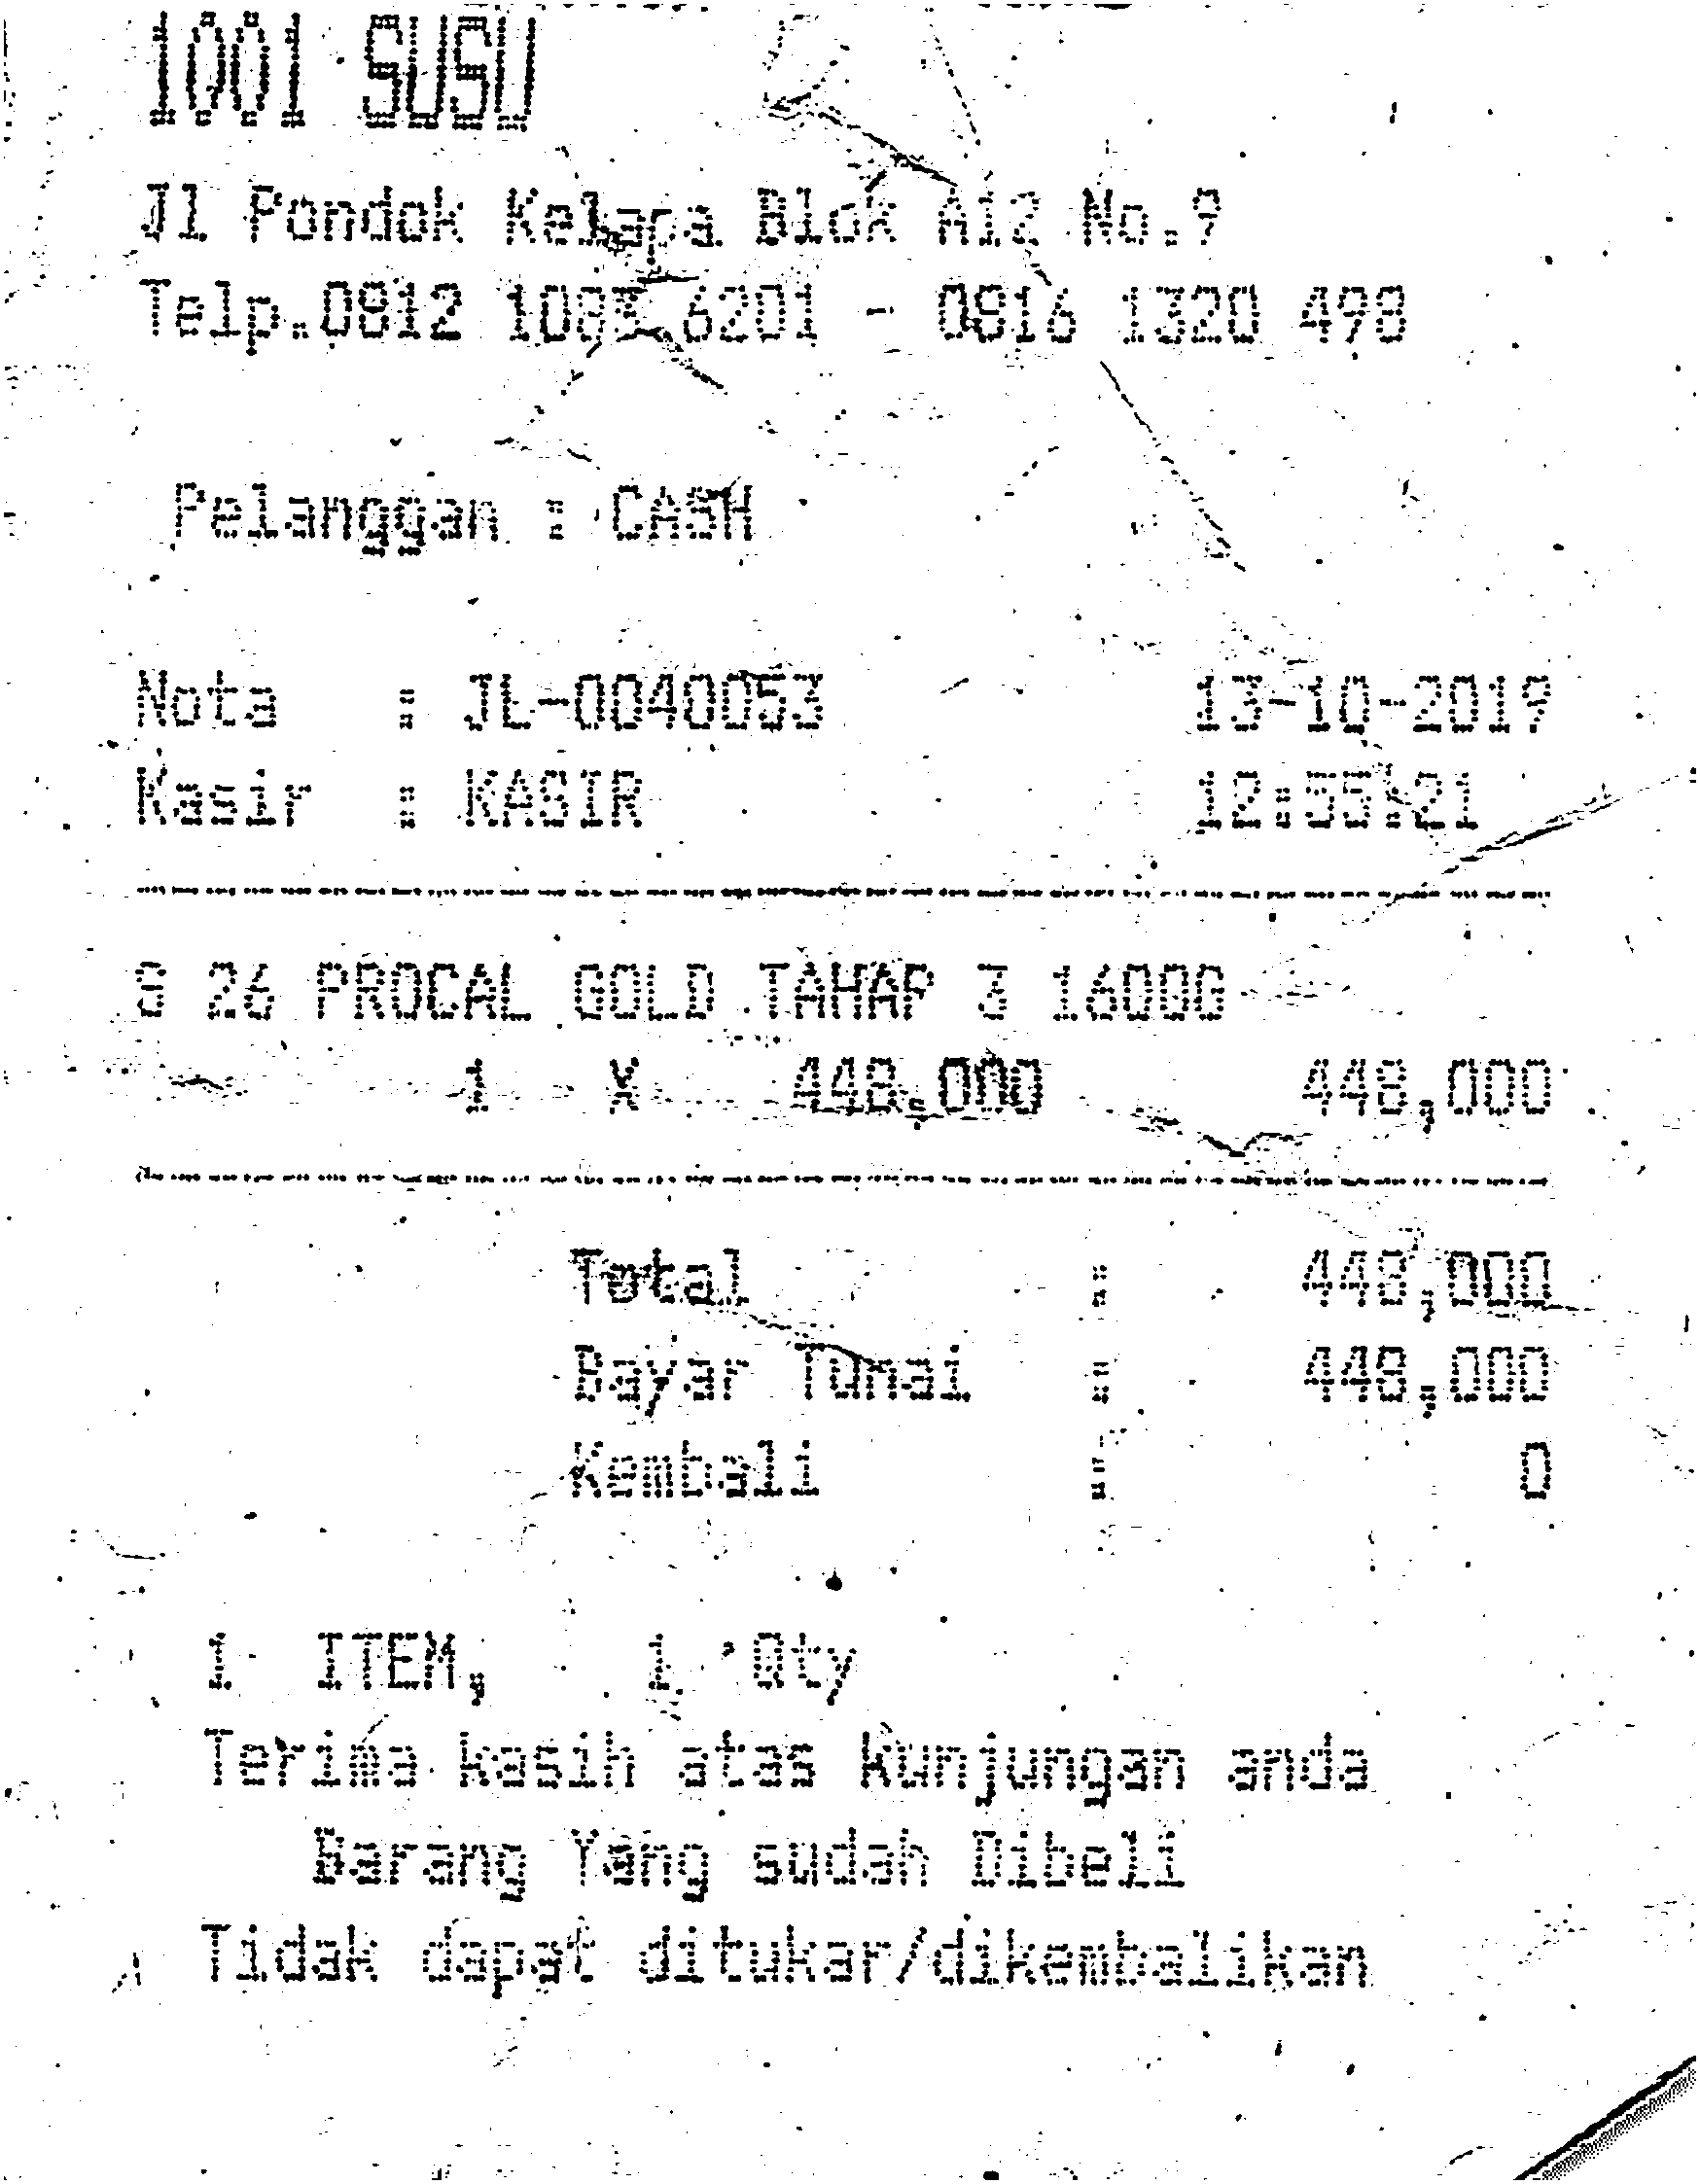 1001 SUSU
Jl Pondok Kelapa Blok A12 No.9
Telp.0812 1083 6201 - 0816 1320 498
Pelanggan : CASH
Nota : JL-0040053 13-10-2019
Kasir : KASIR 12:55:21
S 26 PROCAL GOLD TAHAP 3 1600G
1 X 448,000 448,000
Total : 448,000
Bayar Tunai : 448,000
Kembali : 0
1 ITEM, 1 Qty
Terima kasih atas kunjungan anda
Barang Yang sudah Dibeli
Tidak dapat ditukar/dikembalikan